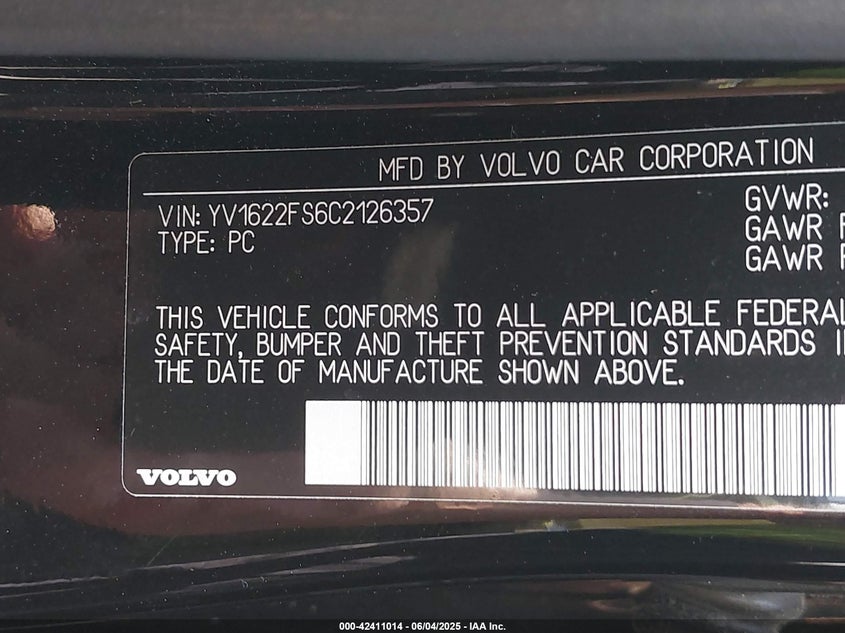 MFD BY VOLVO CAR CORPORATION
VIN: YV1622FS6C2126357
TYPE: PC
GVWR:
GAWR F
GAWR
THIS VEHICLE CONFORMS TO ALL APPLICABLE FEDERAL
SAFETY, BUMPER AND THEFT PREVENTION STANDARDS
THE DATE OF MANUFACTURE SHOWN ABOVE.
VOLVO
000-42411014 - 06/04/2025 - IAA Inc.